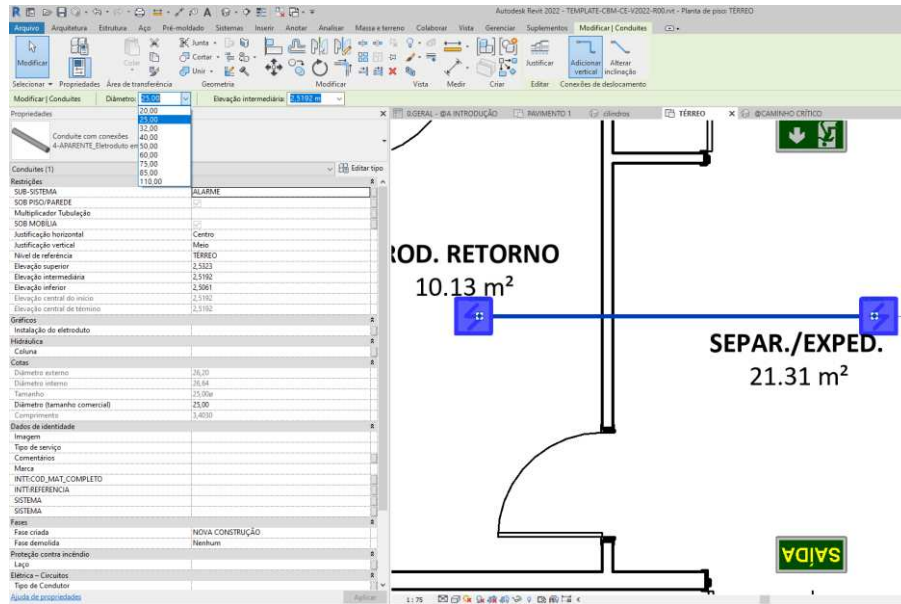 Autodesk Revit 2022 - TEMPLATE-CBM-CE-V2022-R00.rvt - Planta de piso TÉRREO
Arquivo Arquitetura Estrutura Aço Pré-moldado Sistemas Inserir Anotar Analisar Massa e terreno Colaborar Vista Gerenciar Suplementos Modificar | Conduites
Modificar
Junta
Cortar
Unir
Justificar
Adicionar vertical
Alterar inclinação
Selecionar Propriedades Área de transferência Geometria Modificar Vista Medir Criar Editar Conexões de deslocamento
Modificar | Conduites Diâmetro: 25,00 Elevação intermediária: 2,5192 m
20,00
25,00
32,00
40,00
50,00
60,00
75,00
85,00
110,00
Propriedades
0.GERAL - @A INTRODUÇÃO PAVIMENTO 1 cilindros TÉRREO @CAMINHO CRÍTICO
Conduite com conexões
4-APARENTE_Eletroduto em
Conduites (1) Editar tipo
Restrições
SUB-SISTEMA ALARME
SOB PISO/PAREDE
Multiplicador Tubulação
SOB MOBÍLIA
Justificação horizontal Centro
Justificação vertical Meio
Nível de referência TÉRREO
Elevação superior 2,5323
Elevação intermediária 2,5192
Elevação inferior 2,5061
Elevação central do início 2,5192
Elevação central de término 2,5192
Gráficos
Instalação do eletroduto
Hidráulica
Coluna
Cotas
Diâmetro externo 26,20
Diâmetro interno 26,64
Tamanho 25,00ø
Diâmetro (tamanho comercial) 25,00
Comprimento 3,4030
Dados de identidade
Imagem
Tipo de serviço
Comentários
Marca
INTT:COD_MAT_COMPLETO
INTT:REFERENCIA
SISTEMA
SISTEMA
Fases
Fase criada NOVA CONSTRUÇÃO
Fase demolida Nenhum
Proteção contra incêndio
Laço
Elétrica – Circuitos
Tipo de Condutor
Ajuda de propriedades Aplicar
ROD. RETORNO
10.13 m²
SEPAR./EXPED.
21.31 m²
SAÍDA
1 : 75